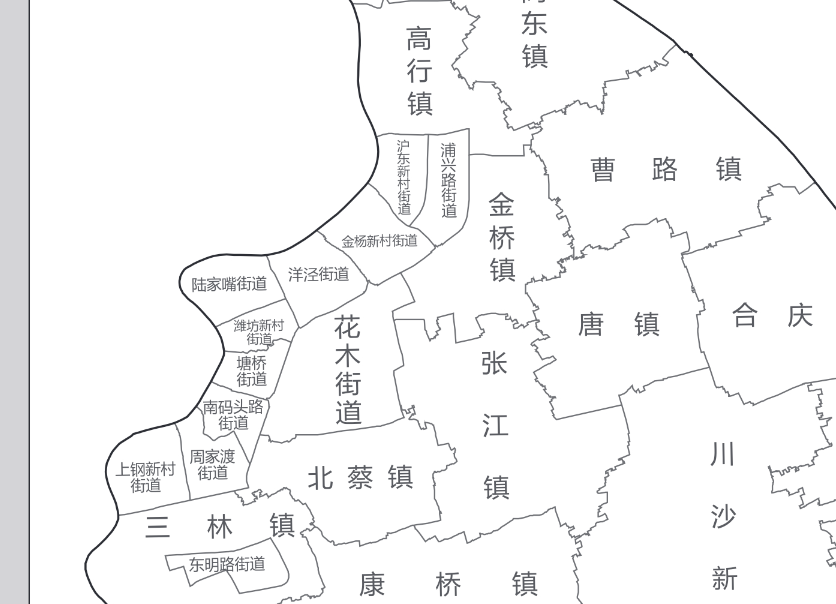 东镇
高行镇
沪东新村街道
浦兴路街道
曹路镇
金桥镇
金杨新村街道
洋泾街道
陆家嘴街道
潍坊新村
街道
塘桥
街道
花木街道
唐镇
合庆
张江镇
南码头路
街道
周家渡
街道
上钢新村
街道
北蔡镇
川沙新
三林镇
东明路街道
康桥镇